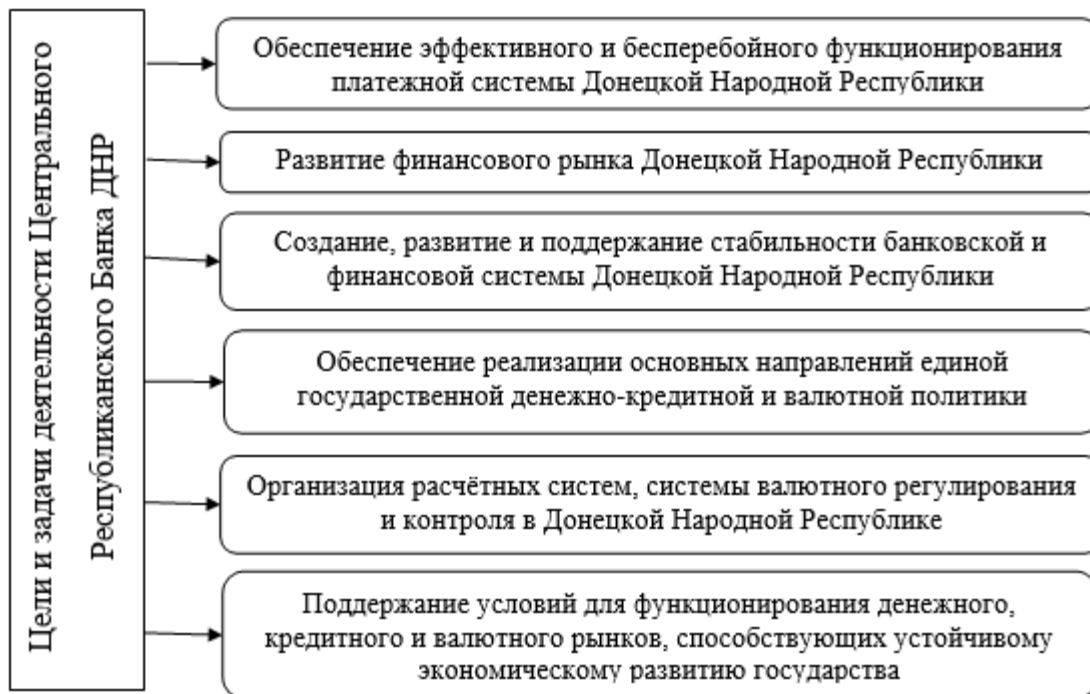 Цели и задачи деятельности Центрального
Республиканского Банка ДНР
Обеспечение эффективного и бесперебойного функционирования
платежной системы Донецкой Народной Республики
Развитие финансового рынка Донецкой Народной Республики
Создание, развитие и поддержание стабильности банковской и
финансовой системы Донецкой Народной Республики
Обеспечение реализации основных направлений единой
государственной денежно-кредитной и валютной политики
Организация расчётных систем, системы валютного регулирования
и контроля в Донецкой Народной Республике
Поддержание условий для функционирования денежного,
кредитного и валютного рынков, способствующих устойчивому
экономическому развитию государства